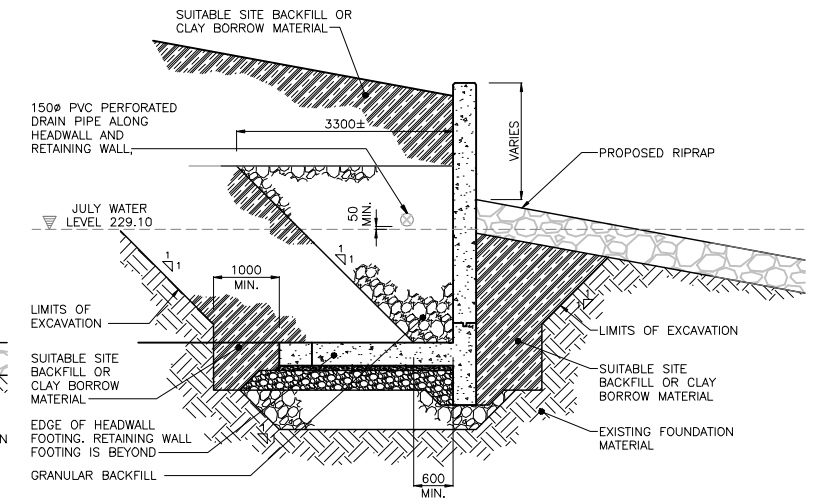 SUITABLE SITE BACKFILL OR
CLAY BORROW MATERIAL
150ø PVC PERFORATED
DRAIN PIPE ALONG
HEADWALL AND
RETAINING WALL,
3300±
VARIES
PROPOSED RIPRAP
JULY WATER
LEVEL 229.10
50
MIN.
1
1
1
1
1000
MIN.
LIMITS OF
EXCAVATION
LIMITS OF EXCAVATION
SUITABLE SITE
BACKFILL OR
CLAY BORROW
MATERIAL
SUITABLE SITE
BACKFILL OR CLAY
BORROW MATERIAL
EDGE OF HEADWALL
FOOTING. RETAINING WALL
FOOTING IS BEYOND
EXISTING FOUNDATION
MATERIAL
GRANULAR BACKFILL
600
MIN.